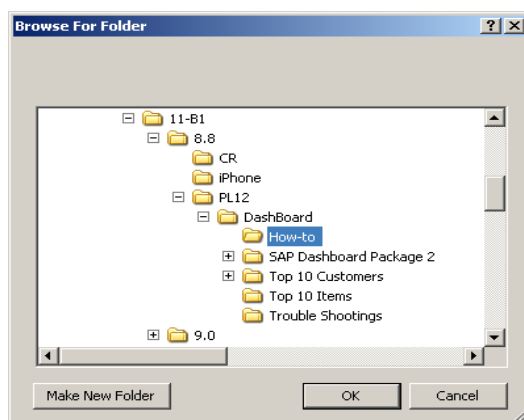 Browse For Folder
11-B1
8.8
CR
iPhone
PL12
DashBoard
How-to
SAP Dashboard Package 2
Top 10 Customers
Top 10 Items
Trouble Shootings
9.0
Make New Folder
OK
Cancel